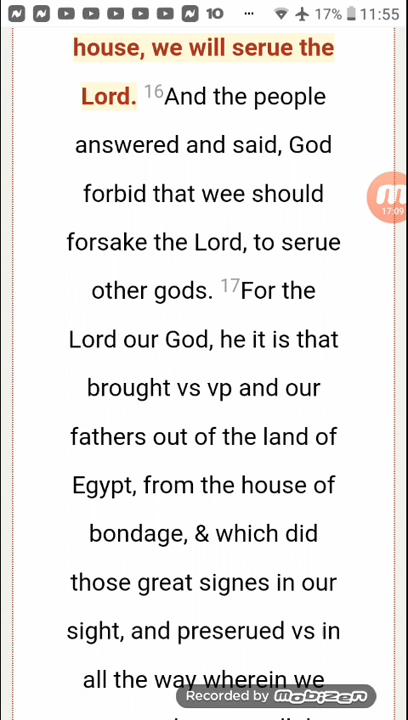 10 ... 17% 11:55
house, we will serue the
Lord. 16And the people
answered and said, God
forbid that wee should
17:09
forsake the Lord, to serue
other gods. 17For the
Lord our God, he it is that
brought vs vp and our
fathers out of the land of
Egypt, from the house of
bondage, & which did
those great signes in our
sight, and preserued vs in
all the way wherein we
Recorded by mobizen